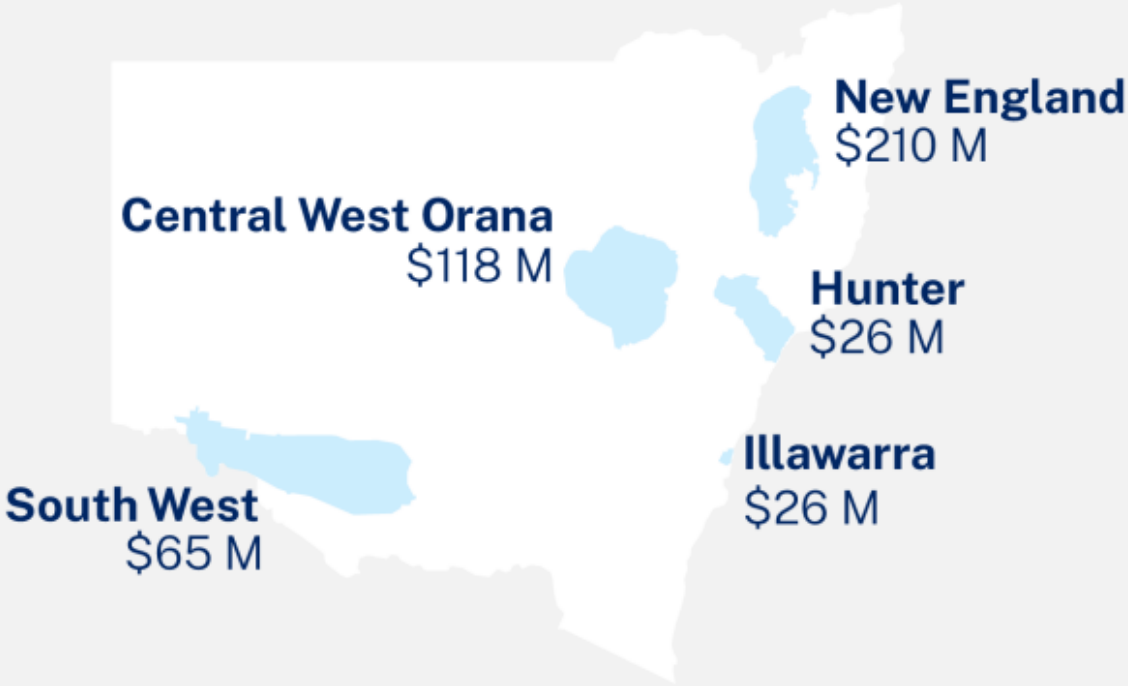 New England
$210 M
Central West Orana
$118 M
Hunter
$26 M
Illawarra
$26 M
South West
$65 M